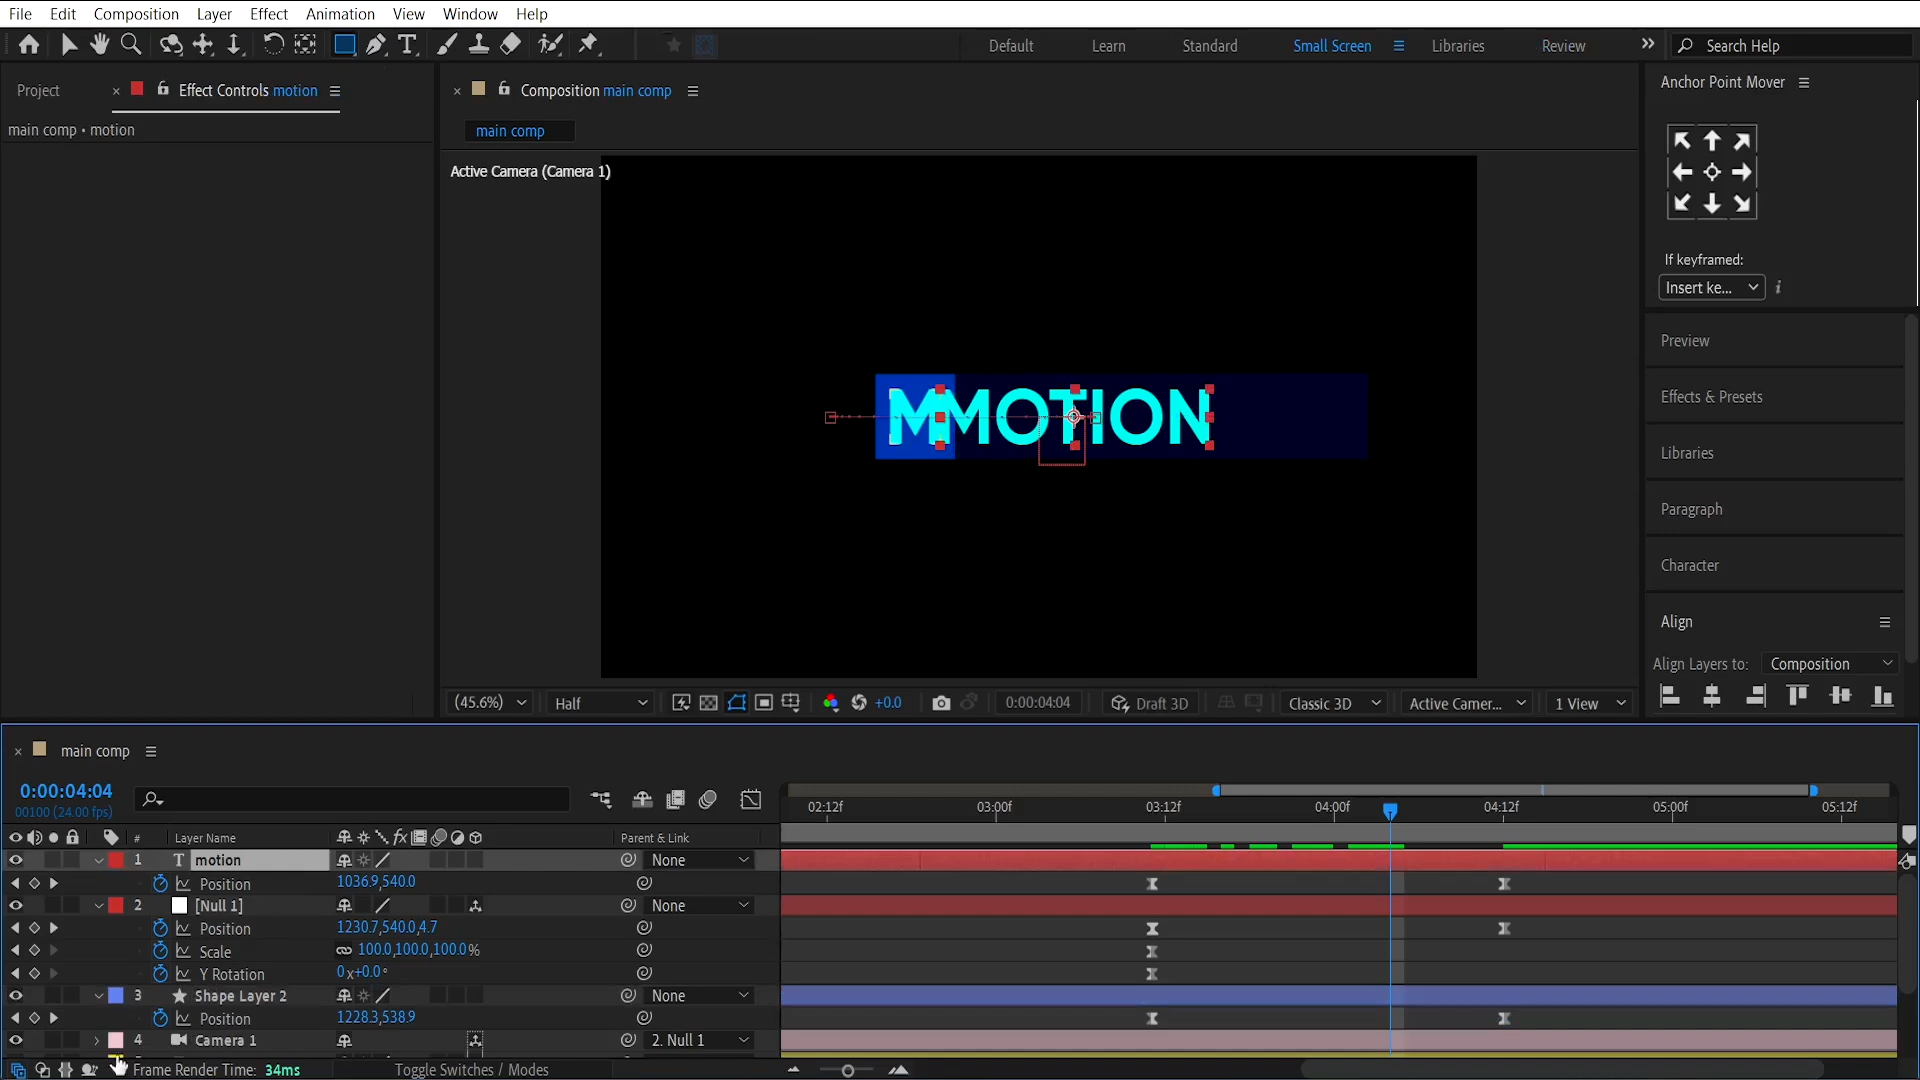 File Edit Composition Layer Effect Animation View Window Help
Default Learn Standard Small Screen Libraries Review Search Help
Project Effect Controls motion
main comp • motion
Composition main comp
main comp
Active Camera (Camera 1)
MMOTION
(45.6%) Half +0.0 0:00:04:04 Draft 3D Classic 3D Active Camer... 1 View
Anchor Point Mover
If keyframed:
Insert ke...
Preview
Effects & Presets
Libraries
Paragraph
Character
Align
Align Layers to: Composition
main comp
0:00:04:04
00100 (24.00 fps)
02:12f 03:00f 03:12f 04:00f 04:12f 05:00f 05:12f
# Layer Name fx Parent & Link
1 T motion None
Position 1036.9,540.0
2 [Null 1] None
Position 1230.7,540.0,4.7
Scale 100.0,100.0,100.0%
Y Rotation 0x+0.0°
3 Shape Layer 2 None
Position 1228.3,538.9
4 Camera 1 2. Null 1
Frame Render Time: 34ms Toggle Switches / Modes